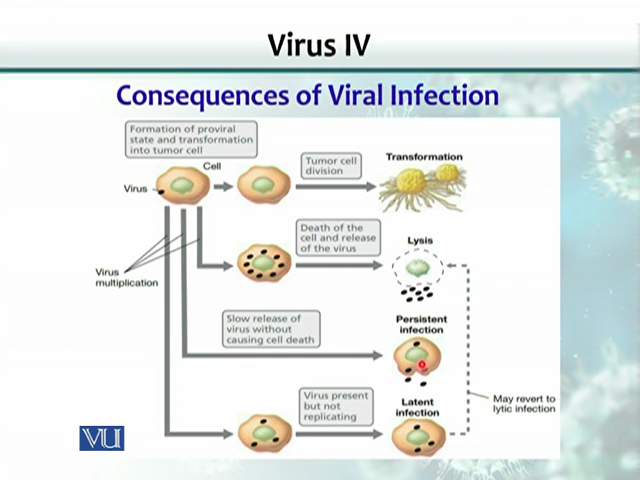 Virus IV
Consequences of Viral Infection
Formation of proviral
state and transformation
into tumor cell
Cell
Virus
Tumor cell
division
Transformation
Death of the
cell and release
of the virus
Lysis
Virus
multiplication
Slow release of
virus without
causing cell death
Persistent
infection
Virus present
but not
replicating
Latent
infection
May revert to
lytic infection
VU